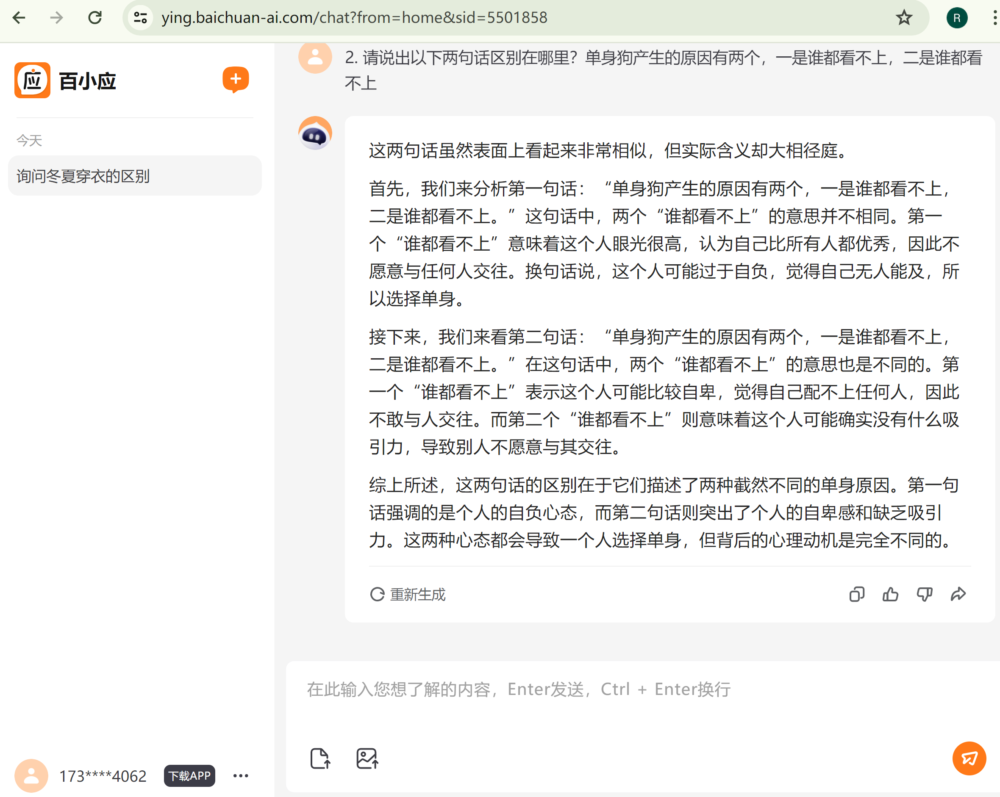 ying.baichuan-ai.com/chat?from=home&sid=5501858
R
应
百小应
今天
询问冬夏穿衣的区别
2. 请说出以下两句话区别在哪里？单身狗产生的原因有两个，一是谁都看不上，二是谁都看
不上
这两句话虽然表面上看起来非常相似，但实际含义却大相径庭。
首先，我们来分析第一句话：“单身狗产生的原因有两个，一是谁都看不上，
二是谁都看不上。”这句话中，两个“谁都看不上”的意思并不相同。第一
个“谁都看不上”意味着这个人眼光很高，认为自己比所有人都优秀，因此不
愿意与任何人交往。换句话说，这个人可能过于自负，觉得自己无人能及，所
以选择单身。
接下来，我们来看第二句话：“单身狗产生的原因有两个，一是谁都看不上，
二是谁都看不上。”在这句话中，两个“谁都看不上”的意思也是不同的。第
一个“谁都看不上”表示这个人可能比较自卑，觉得自己配不上任何人，因此
不敢与人交往。而第二个“谁都看不上”则意味着这个人可能确实没有什么吸
引力，导致别人不愿意与其交往。
综上所述，这两句话的区别在于它们描述了两种截然不同的单身原因。第一句
话强调的是个人的自负心态，而第二句话则突出了个人的自卑感和缺乏吸引
力。这两种心态都会导致一个人选择单身，但背后的心理动机是完全不同的。
重新生成
在此输入您想了解的内容，Enter发送，Ctrl + Enter换行
173****4062
下载APP